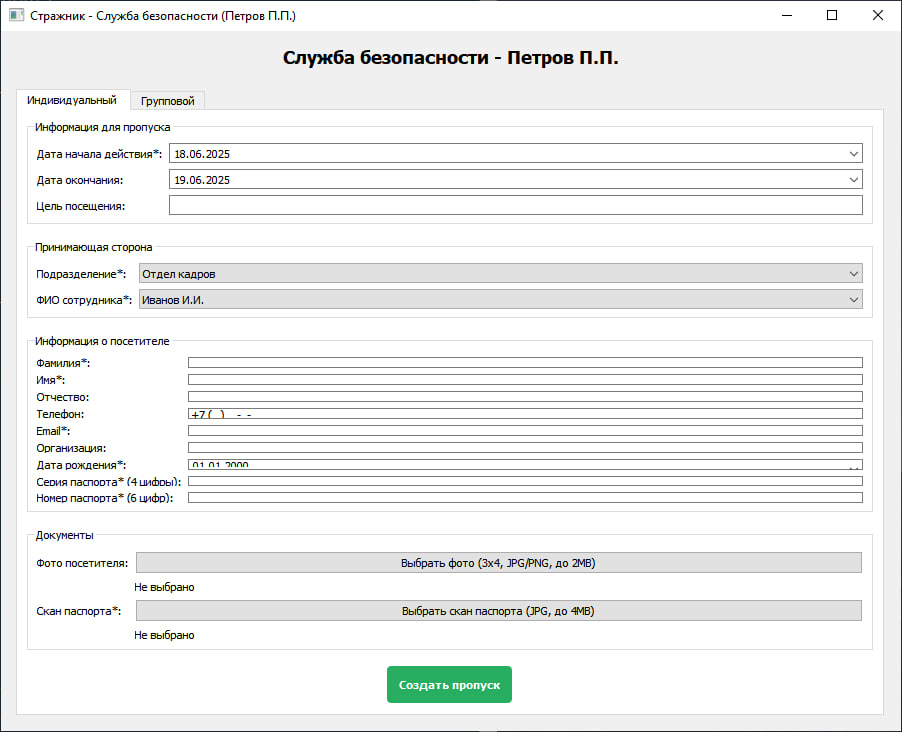 Стражник - Служба безопасности (Петров П.П.)
Служба безопасности - Петров П.П.
Индивидуальный
Групповой
Информация для пропуска
Дата начала действия*: 18.06.2025
Дата окончания: 19.06.2025
Цель посещения:
Принимающая сторона
Подразделение*: Отдел кадров
ФИО сотрудника*: Иванов И.И.
Информация о посетителе
Фамилия*:
Имя*:
Отчество:
Телефон: +7 ( ) - -
Email*:
Организация:
Дата рождения*: 01.01.2000
Серия паспорта* (4 цифры):
Номер паспорта* (6 цифр):
Документы
Фото посетителя: Выбрать фото (3x4, JPG/PNG, до 2MB)
Не выбрано
Скан паспорта*: Выбрать скан паспорта (JPG, до 4MB)
Не выбрано
Создать пропуск